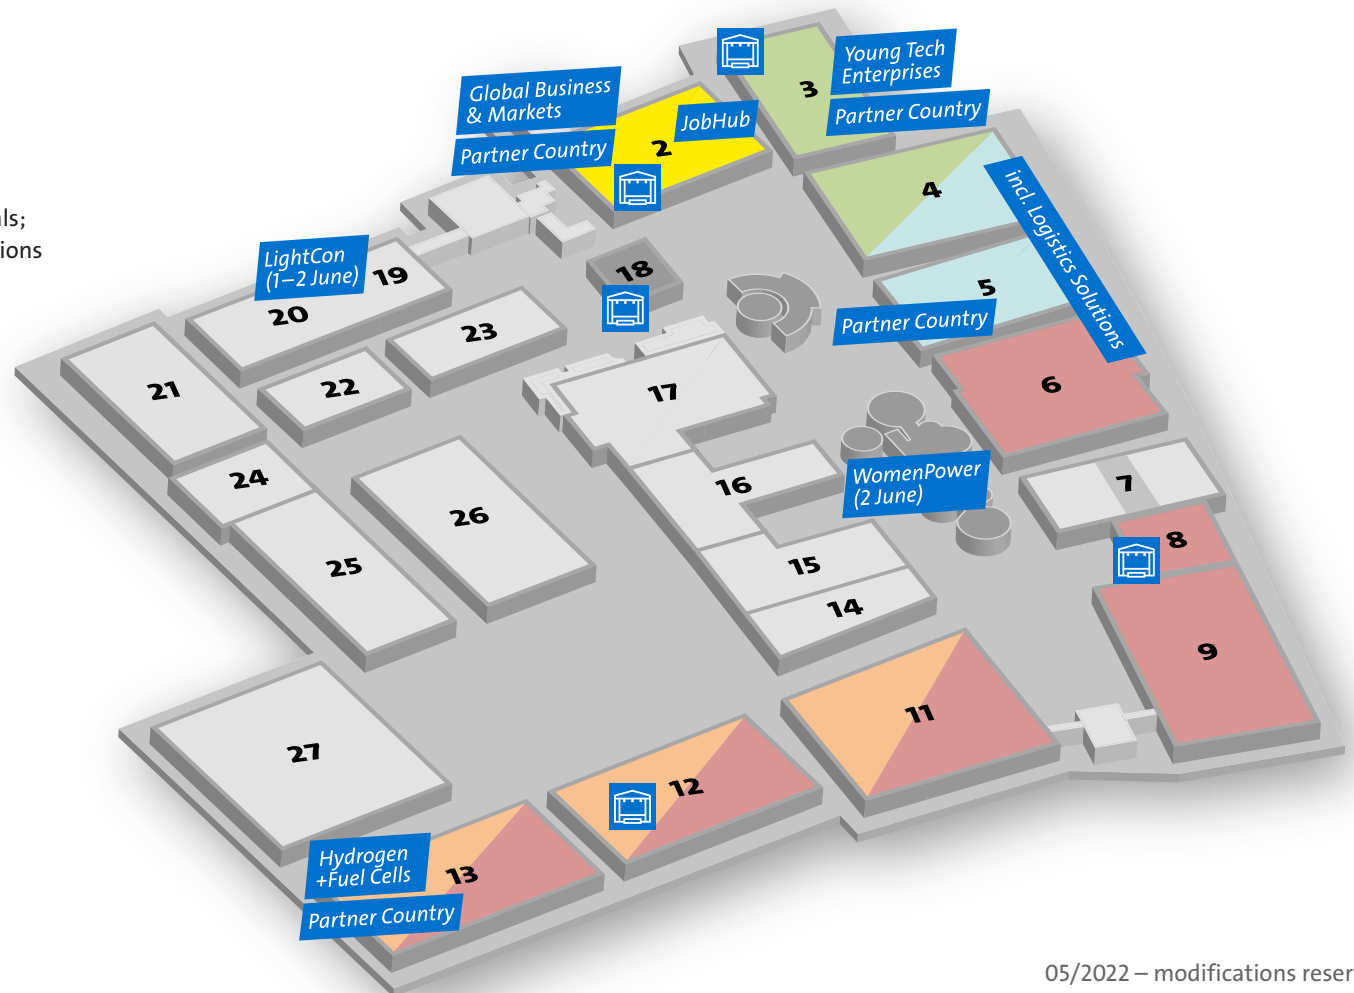 3
Young Tech
Enterprises
Partner Country
Global Business
& Markets
Partner Country
JobHub
2
4
incl. Logistics Solutions
ls;
ions
LightCon
(1–2 June)
19
20
18
5
Partner Country
23
22
21
17
6
24
16
WomenPower
(2 June)
7
26
8
25
15
14
9
11
27
12
Hydrogen
+Fuel Cells
13
Partner Country
05/2022 – modifications reser